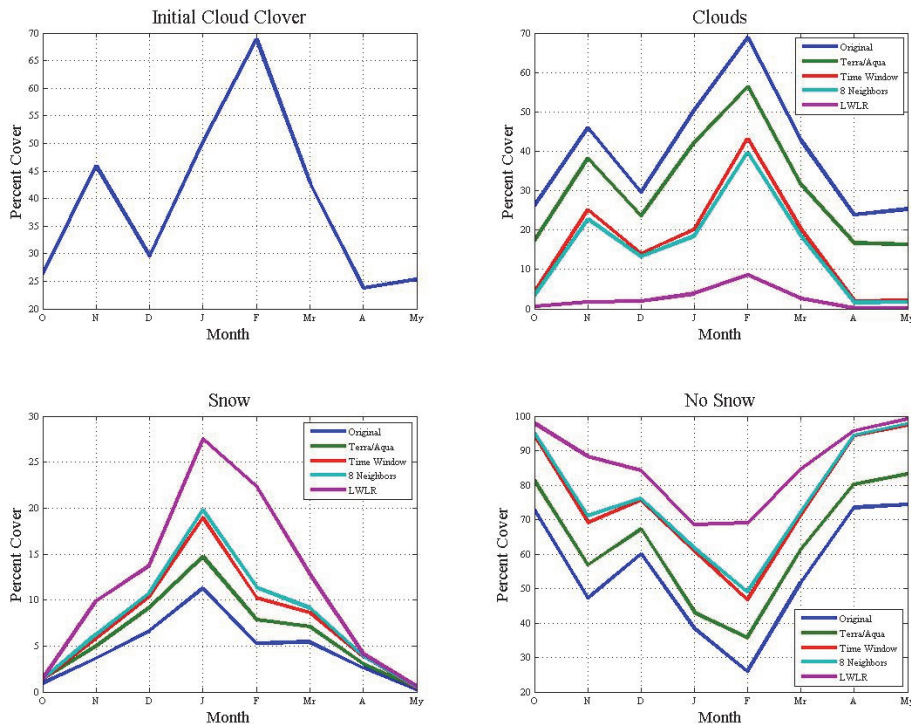 Initial Cloud Clover
70
65
60
55
50
45
40
35
30
25
20
Percent Cover
O N D J F Mr A My
Month
Clouds
70
60
50
40
30
20
10
0
Percent Cover
Original
Terra/Aqua
Time Window
8 Neighbors
LWLR
O N D J F Mr A My
Month
Snow
30
25
20
15
10
5
0
Percent Cover
Original
Terra/Aqua
Time Window
8 Neighbors
LWLR
O N D J F Mr A My
Month
No Snow
100
90
80
70
60
50
40
30
20
Percent Cover
Original
Terra/Aqua
Time Window
8 Neighbors
LWLR
O N D J F Mr A My
Month